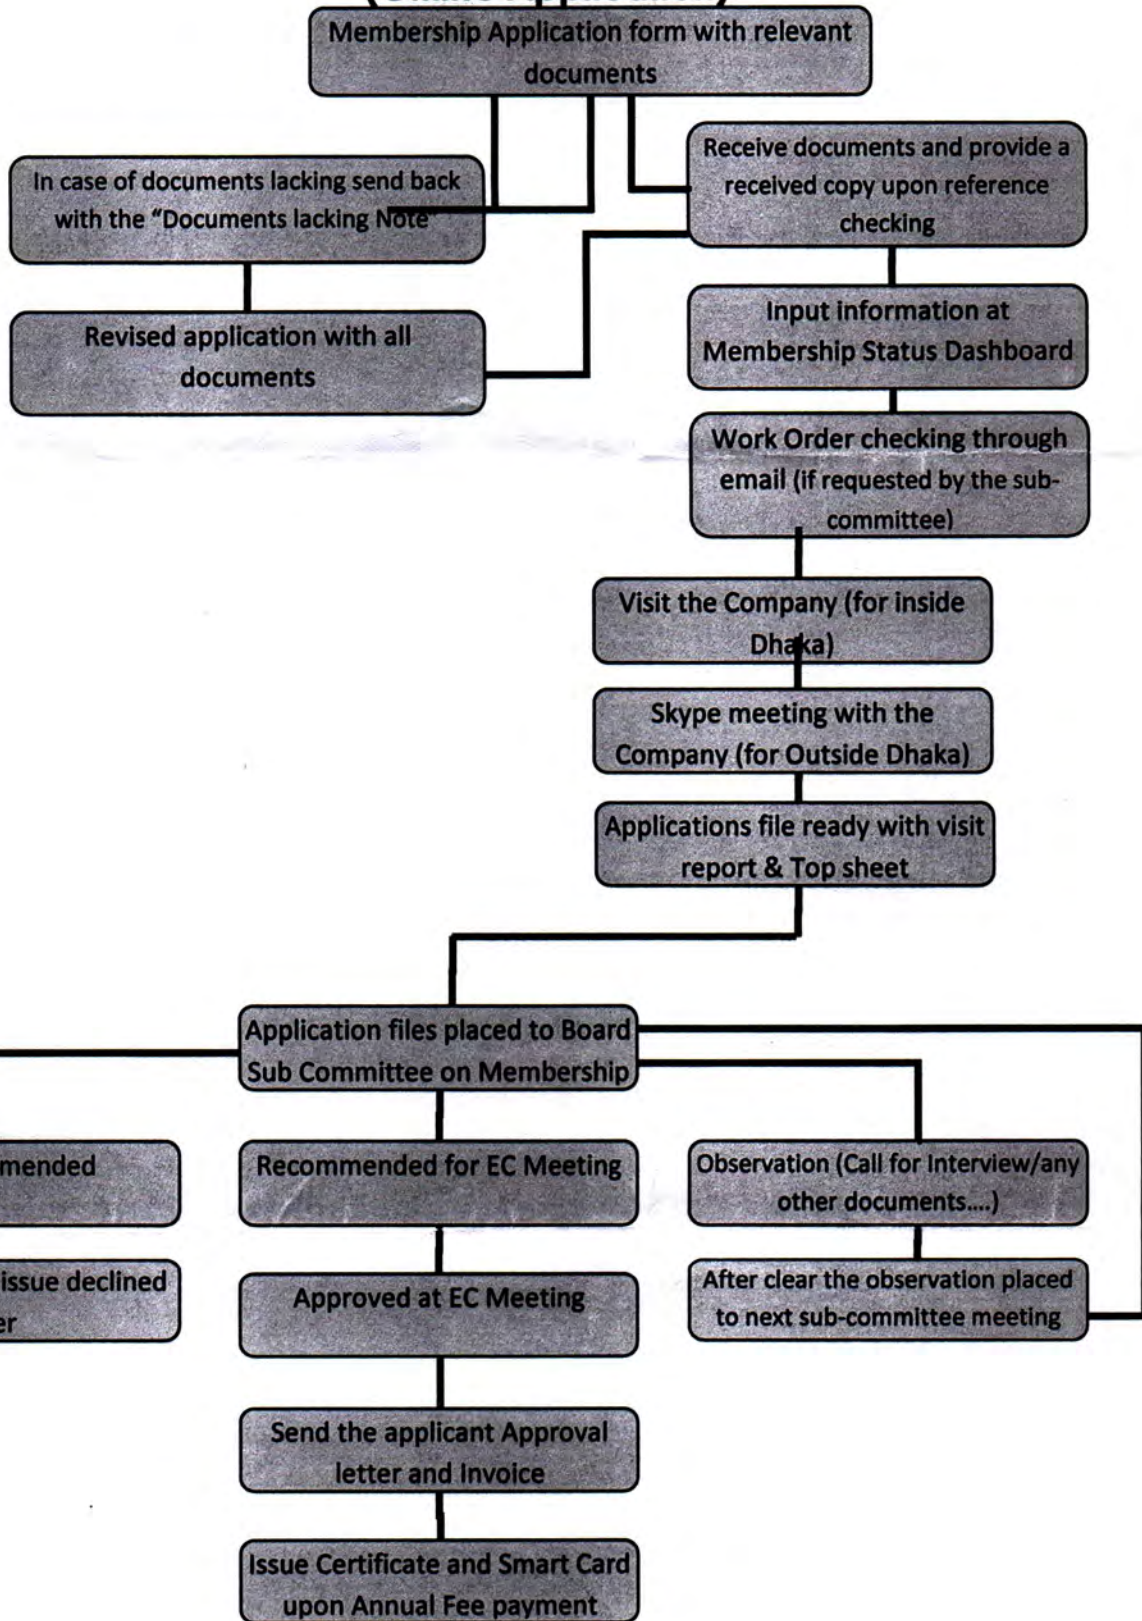 (Online Application)
Membership Application form with relevant
documents
In case of documents lacking send back
with the "Documents lacking Note"
Receive documents and provide a
received copy upon reference
checking
Revised application with all
documents
Input information at
Membership Status Dashboard
Work Order checking through
email (if requested by the sub-
committee)
Visit the Company (for inside
Dhaka)
Skype meeting with the
Company (for Outside Dhaka)
Applications file ready with visit
report & Top sheet
Application files placed to Board
Sub Committee on Membership
mended
Recommended for EC Meeting
Observation (Call for Interview/any
other documents....)
issue declined
er
Approved at EC Meeting
After clear the observation placed
to next sub-committee meeting
Send the applicant Approval
letter and Invoice
Issue Certificate and Smart Card
upon Annual Fee payment